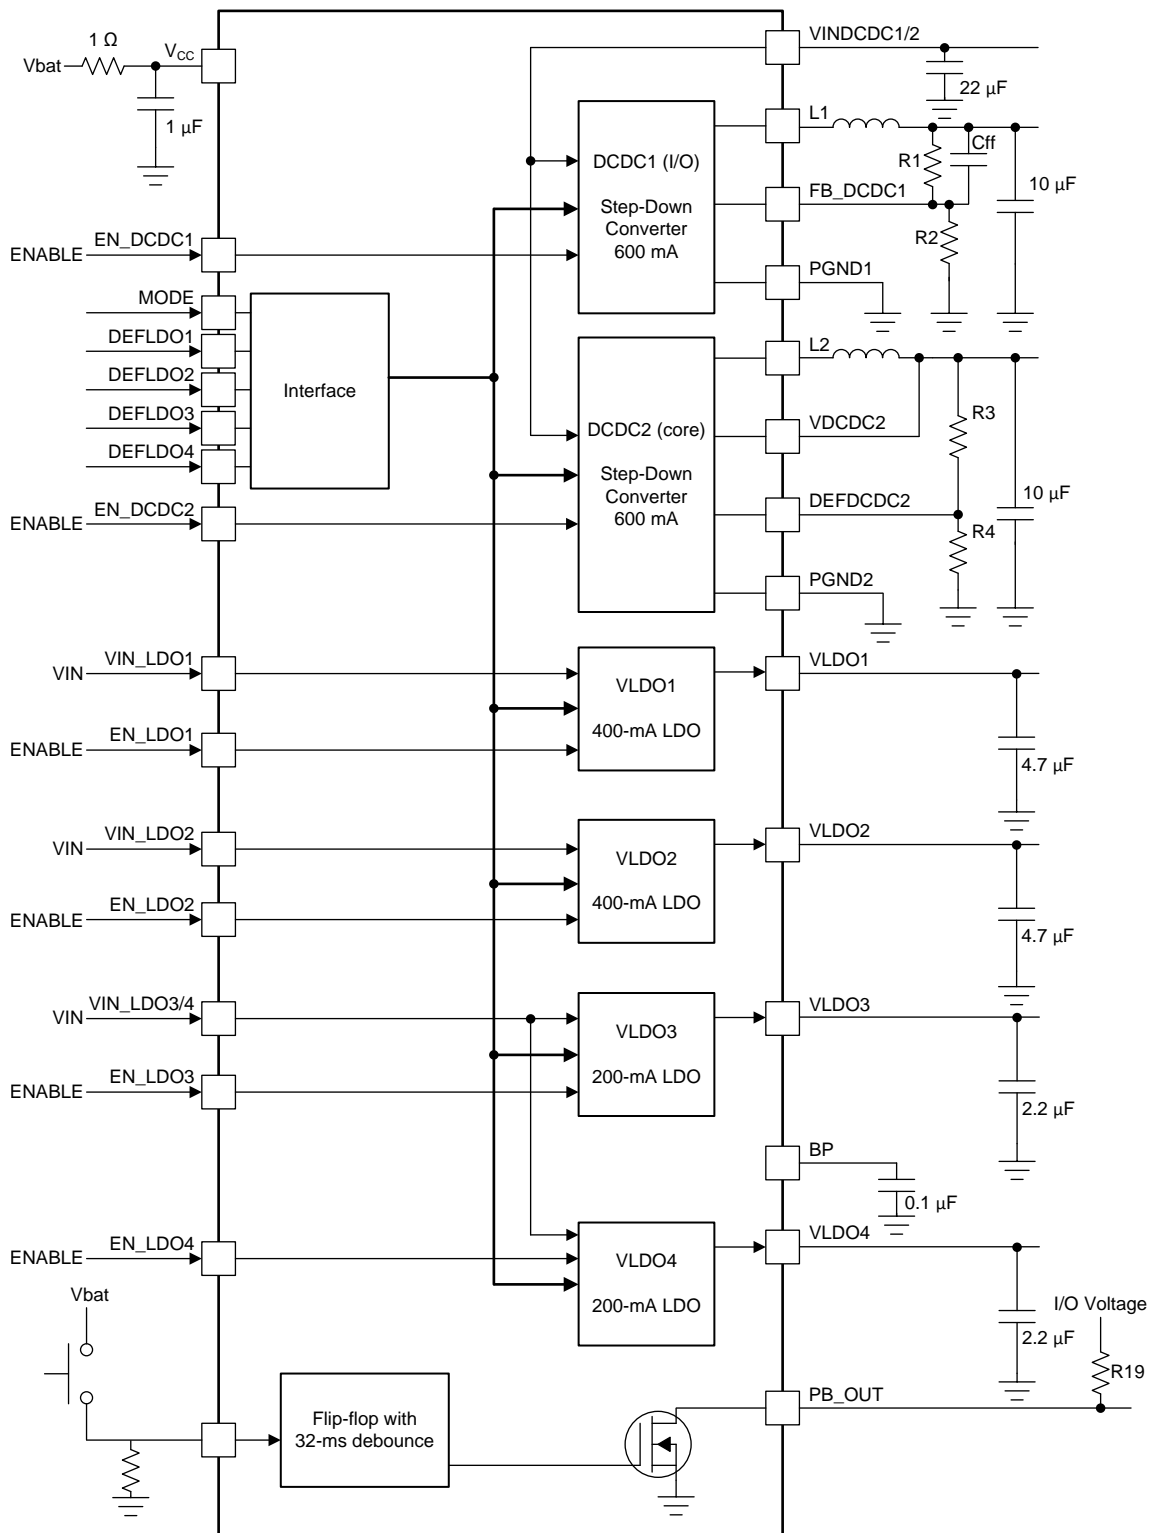 1 Ω
Vbat
VCC
1 µF
VINDCDC1/2
22 µF
L1
Cff
R1
10 µF
FB_DCDC1
R2
PGND1
DCDC1 (I/O)
Step-Down
Converter
600 mA
ENABLE
EN_DCDC1
MODE
DEFLDO1
DEFLDO2
DEFLDO3
DEFLDO4
Interface
ENABLE
EN_DCDC2
DCDC2 (core)
Step-Down
Converter
600 mA
L2
VDCDC2
R3
DEFDCDC2
10 µF
R4
PGND2
VIN
VIN_LDO1
ENABLE
EN_LDO1
VLDO1
400-mA LDO
VLDO1
4.7 µF
VIN
VIN_LDO2
ENABLE
EN_LDO2
VLDO2
400-mA LDO
VLDO2
4.7 µF
VIN
VIN_LDO3/4
ENABLE
EN_LDO3
VLDO3
200-mA LDO
VLDO3
2.2 µF
BP
0.1 µF
ENABLE
EN_LDO4
VLDO4
200-mA LDO
VLDO4
2.2 µF
I/O Voltage
R19
Vbat
Flip-flop with
32-ms debounce
PB_OUT